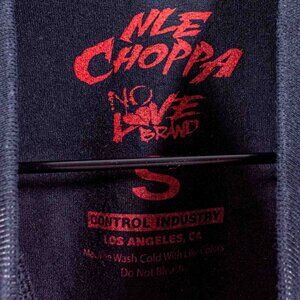 NLE
CHOPPA
NO
LOVE
BRAND
S
CONTROL INDUSTRY
LOS ANGELES, CA
Machine Wash Cold With Like Colors
Do Not Bleach